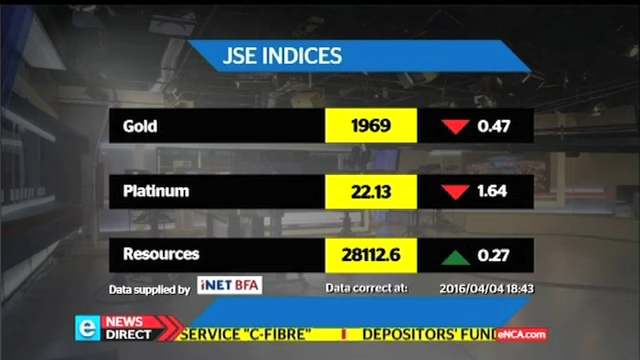 JSE INDICES
Gold 1969 0.47
Platinum 22.13 1.64
Resources 28112.6 0.27
Data supplied by iNET BFA Data correct at: 2016/04/04 18:43
e NEWS DIRECT SERVICE "C-FIBRE" DEPOSITORS' FUND eNCA.com